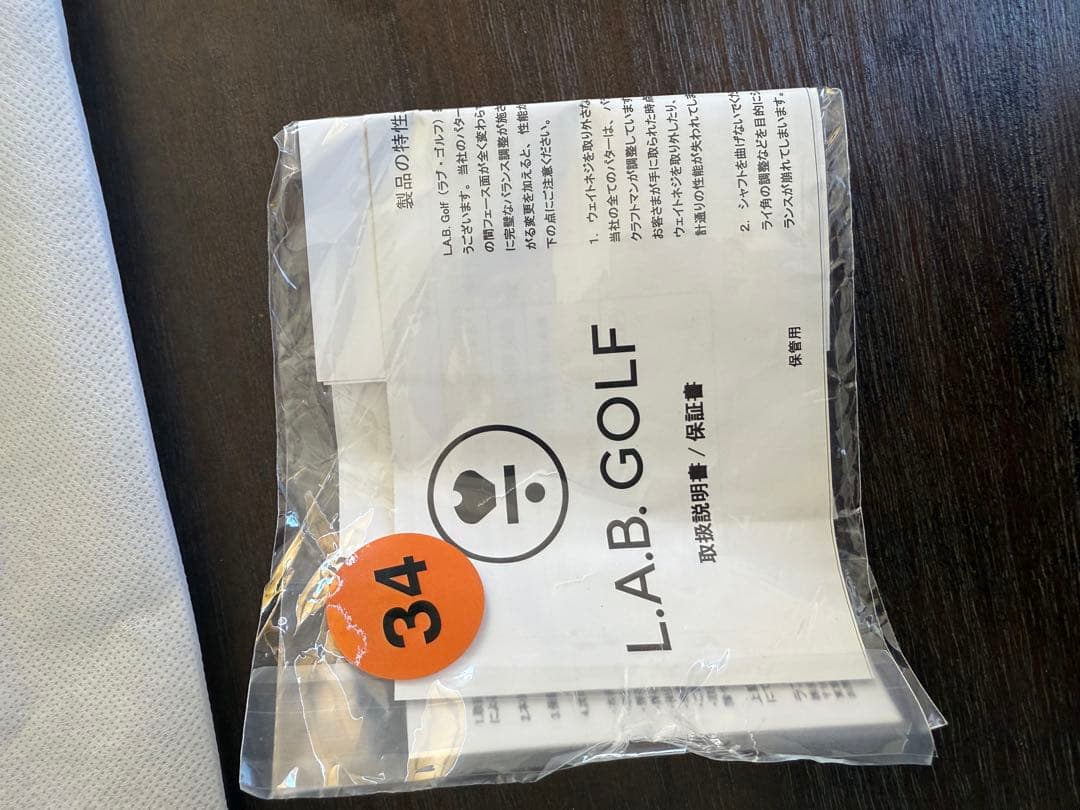 34
L.A.B. GOLF
取扱説明書 / 保証書
保管用
製品の特性
L.A.B. Golf (ラブ・ゴルフ)
うございます。当社のパター
の間フェース面が全く変わら
に完璧なバランス調整が施さ
がる変更を加えると、性能が
下の点にご注意ください。
1. ウェイトネジを取り外さな
当社の全てのパターは、パ
クラフトマンが調整しています
お客さまが手に取られた時点
ウェイトネジを取り外したり、
計通りの性能が失われてしま
2. シャフトを曲げないでくだ
ライ角の調整などを目的に
ランスが崩れてしまいます。